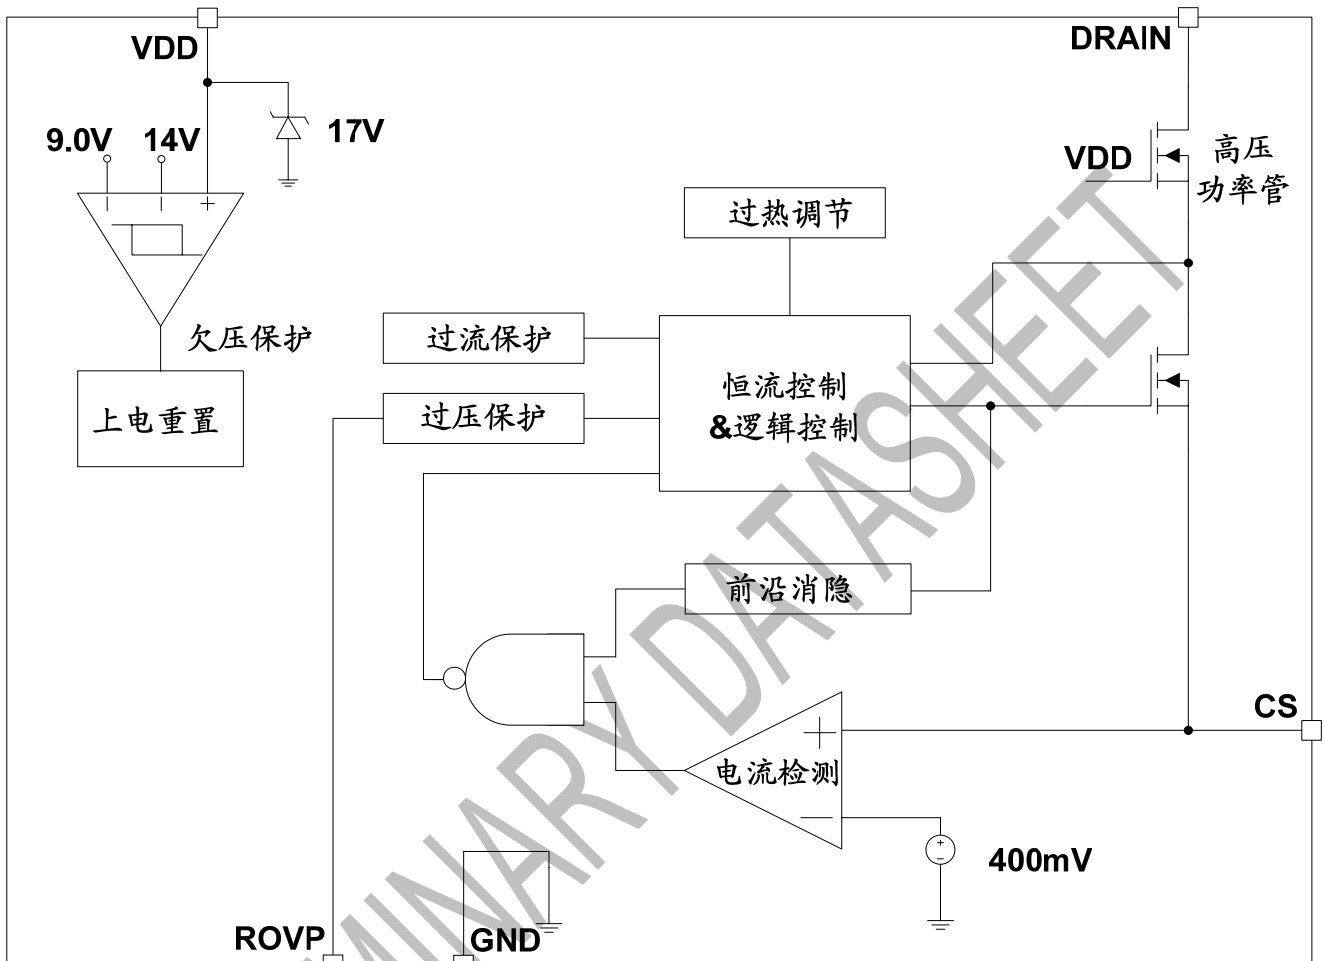 VDD
DRAIN
9.0V
14V
17V
VDD
高压
功率管
过热调节
欠压保护
过流保护
上电重置
过压保护
恒流控制
&逻辑控制
前沿消隐
CS
电流检测
400mV
ROVP
GND
MINARY DATASHEET